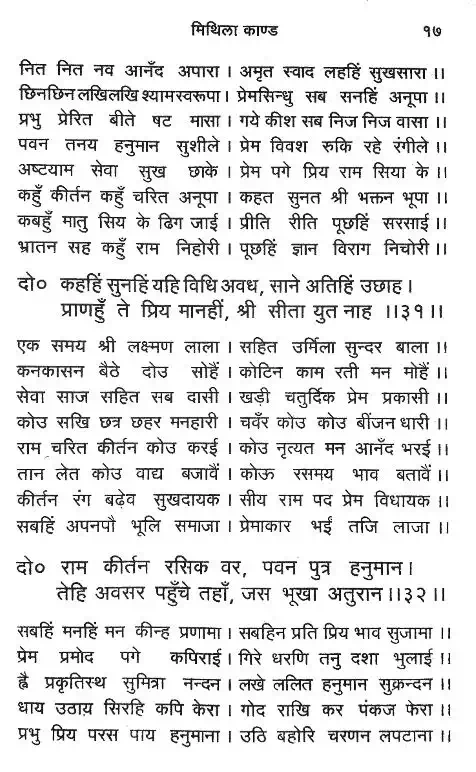 मिथिला काण्ड १७
नित नित नव आनँद अपारा । अमृत स्वाद लहहिं सुखसारा ।।
छिनछिन लखिलखि श्यामस्वरूपा । प्रेमसिन्धु सब सनहिं अनूपा ।।
प्रभु प्रेरित बीते षट मासा । गये कीश सब निज निज वासा ।।
पवन तनय हनुमान सुशीले । प्रेम विवश रुकि रहे रंगीले ।।
अष्टयाम सेवा सुख छाके । प्रेम पगे प्रिय राम सिया के ।।
कहुँ कीर्तन कहुँ चरित अनूपा । कहत सुनत श्री भक्तन भूपा ।।
कबहुँ मातु सिय के ढिग जाई । प्रीति रीति पूछहिं सरसाई ।।
भ्रातन सह कहुँ राम निहोरी । पूछहिं ज्ञान विराग निचोरी ।।
दो० कहहिं सुनहिं यहि विधि अवध, साने अतिहिं उछाह ।
प्राणहुँ ते प्रिय मानहीं, श्री सीता युत नाह ।।३१।।
एक समय श्री लक्ष्मण लाला । सहित उर्मिला सुन्दर बाला ।।
कनकासन बैठे दोउ सोहैं । कोटिन काम रती मन मोहैं ।।
सेवा साज सहित सब दासी । खड़ी चतुर्दिक प्रेम प्रकासी ।।
कोउ सखि छत्र छहर मनहारी । चवँर कोउ कोउ बींजन धारी ।।
राम चरित कीर्तन कोउ करई । कोउ नृत्यत मन आनँद भरई ।।
तान लेत कोउ वाद्य बजावैं । कोऊ रसमय भाव बतावैं ।।
कीर्तन रंग बढ़ेव सुखदायक । सीय राम पद प्रेम विधायक ।।
सबहिं अपनपौ भूलि समाजा । प्रेमाकार भईं तजि लाजा ।।
दो० राम कीर्तन रसिक वर, पवन पुत्र हनुमान ।
तेहि अवसर पहुँचे तहाँ, जस भूखा अतुरान ।।३२।।
सबहिं मनहिं मन कीन्ह प्रणामा । सबहिन प्रति प्रिय भाव सुजामा ।।
प्रेम प्रमोद पगे कपिराई । गिरे धरणि तनु दशा भुलाई ।।
ह्वै प्रकृतिस्थ सुमित्रा नन्दन । लखे ललित हनुमान सुक्रन्दन ।।
धाय उठाय सिरहि कपि केरा । गोद राखि कर पंकज फेरा ।।
प्रभु प्रिय परस पाय हनुमाना । उठि बहोरि चरणन लपटाना ।।